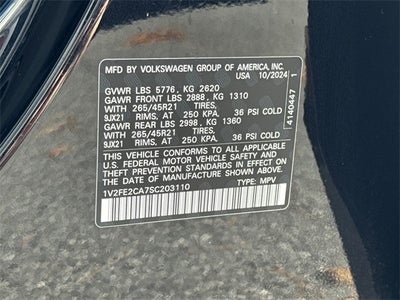 MFD BY VOLKSWAGEN GROUP OF AMERICA, INC.
USA 10/2024
GVWR LBS 5776, KG 2620
GAWR FRONT LBS 2888, KG 1310
WITH 265/45R21 TIRES,
9JX21 RIMS, AT 250 KPA, 36 PSI COLD
GAWR REAR LBS 2998, KG 1360
WITH 265/45R21 TIRES,
9JX21 RIMS, AT 250 KPA, 36 PSI COLD
THIS VEHICLE CONFORMS TO ALL APPLICABLE
U.S. FEDERAL MOTOR VEHICLE SAFETY AND
THEFT PREVENTION STANDARDS IN EFFECT ON
THE DATE OF MANUFACTURE SHOWN ABOVE.
1V2FE2CA7SC203110 TYPE: MPV
4140447 1